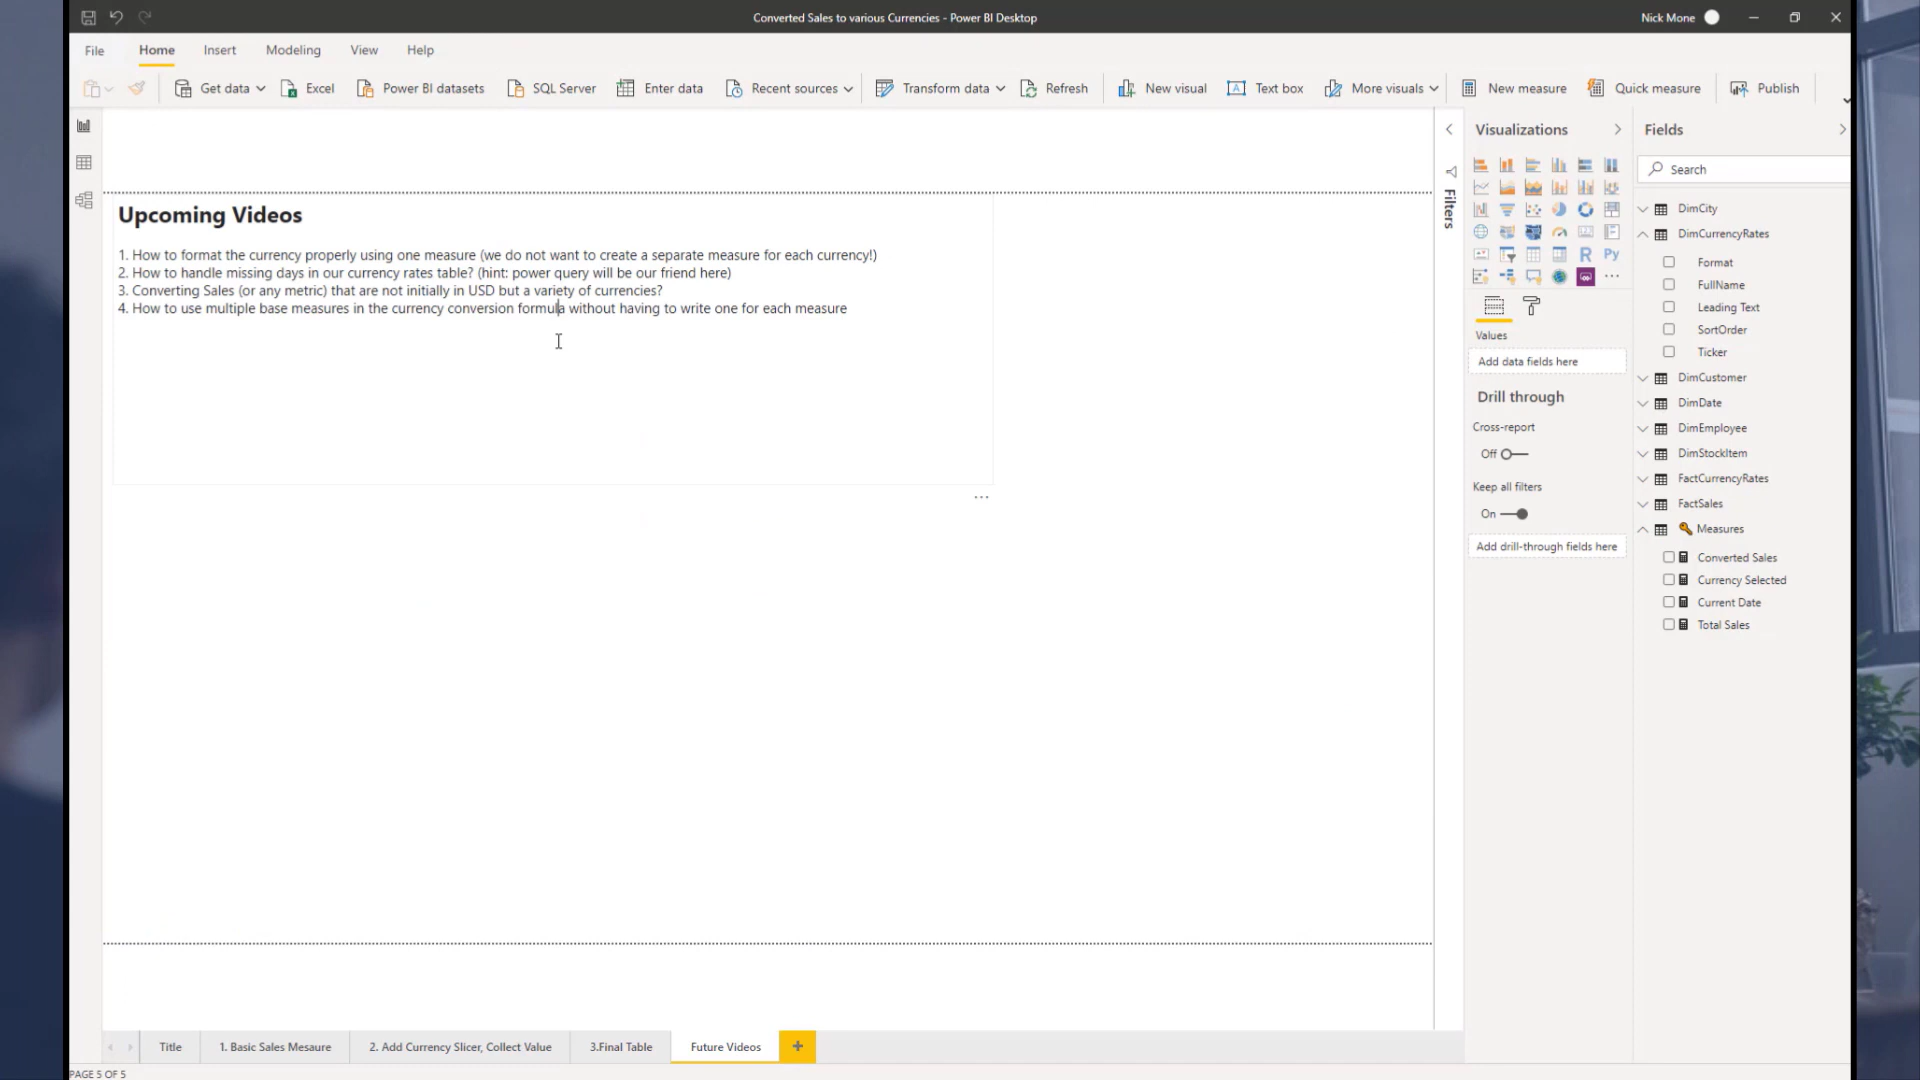 Converted Sales to various Currencies - Power BI Desktop
Nick Mone
File
Home
Insert
Modeling
View
Help
Get data
Excel
Power BI datasets
SQL Server
Enter data
Recent sources
Transform data
Refresh
New visual
Text box
More visuals
New measure
Quick measure
Publish
Upcoming Videos
1. How to format the currency properly using one measure (we do not want to create a separate measure for each currency!)
2. How to handle missing days in our currency rates table? (hint: power query will be our friend here)
3. Converting Sales (or any metric) that are not initially in USD but a variety of currencies?
4. How to use multiple base measures in the currency conversion formula without having to write one for each measure
Filters
Visualizations
R
Py
Values
Add data fields here
Drill through
Cross-report
Off
Keep all filters
On
Add drill-through fields here
Fields
Search
DimCity
DimCurrencyRates
Format
FullName
Leading Text
SortOrder
Ticker
DimCustomer
DimDate
DimEmployee
DimStockItem
FactCurrencyRates
FactSales
Measures
Converted Sales
Currency Selected
Current Date
Total Sales
Title
1. Basic Sales Mesaure
2. Add Currency Slicer, Collect Value
3.Final Table
Future Videos
PAGE 5 OF 5